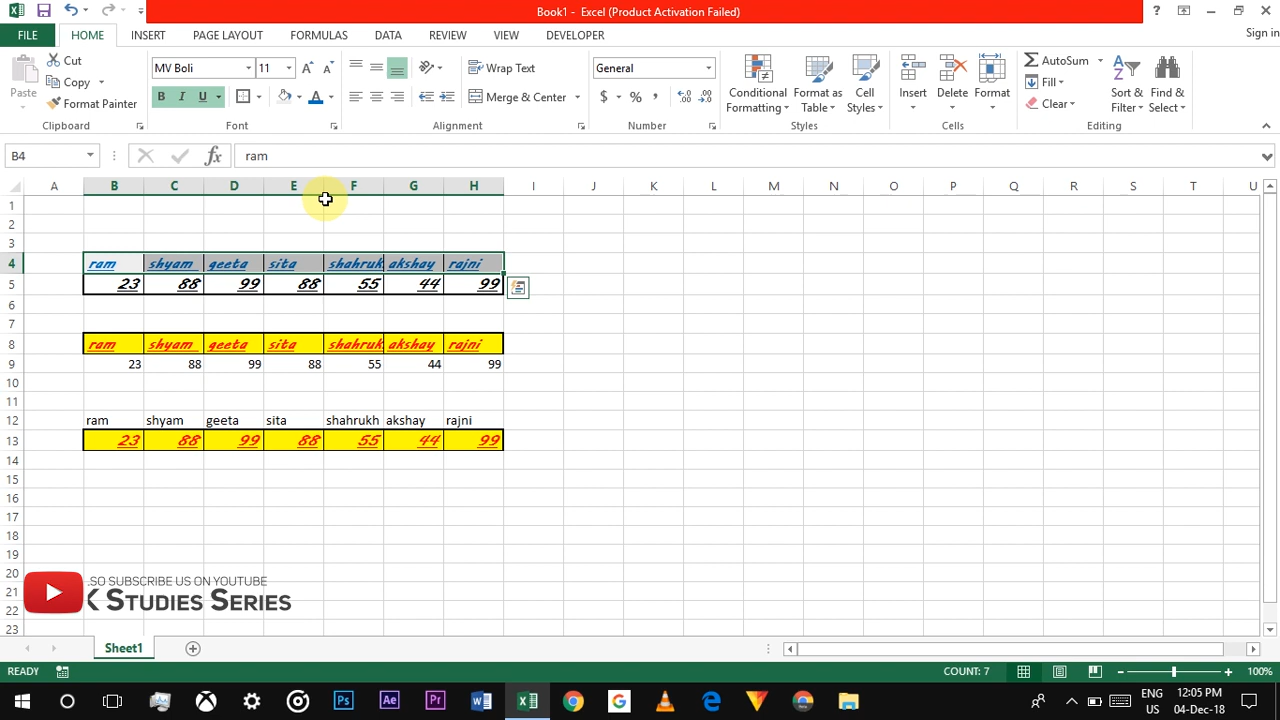 Book1 - Excel (Product Activation Failed)
FILE HOME INSERT PAGE LAYOUT FORMULAS DATA REVIEW VIEW DEVELOPER Sign in
Paste
Cut
Copy
Format Painter
Clipboard
MV Boli 11
B I U
Font
Wrap Text
Merge & Center
Alignment
General
$ % ,
Number
Conditional Formatting
Format as Table
Cell Styles
Styles
Insert Delete Format
Cells
AutoSum
Fill
Clear
Sort & Filter
Find & Select
Editing
B4 fx ram
A B C D E F G H I J K L M N O P Q R S T U
1
2
3
4 ram shyam geeta sita shahruk akshay rajni
5 23 88 99 88 55 44 99
6
7
8 ram shyam geeta sita shahruk akshay rajni
9 23 88 99 88 55 44 99
10
11
12 ram shyam geeta sita shahrukh akshay rajni
13 23 88 99 88 55 44 99
14
15
16
17
18
19
20
21
22
23
LSO SUBSCRIBE US ON YOUTUBE
K STUDIES SERIES
Sheet1
READY COUNT: 7 100%
ENG US
12:05 PM
04-Dec-18